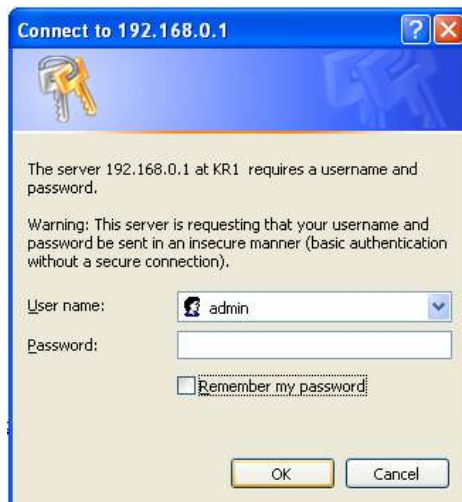 Connect to 192.168.0.1
The server 192.168.0.1 at KR1 requires a username and
password.
Warning: This server is requesting that your username and
password be sent in an insecure manner (basic authentication
without a secure connection).
User name:
admin
Password:
Remember my password
OK
Cancel